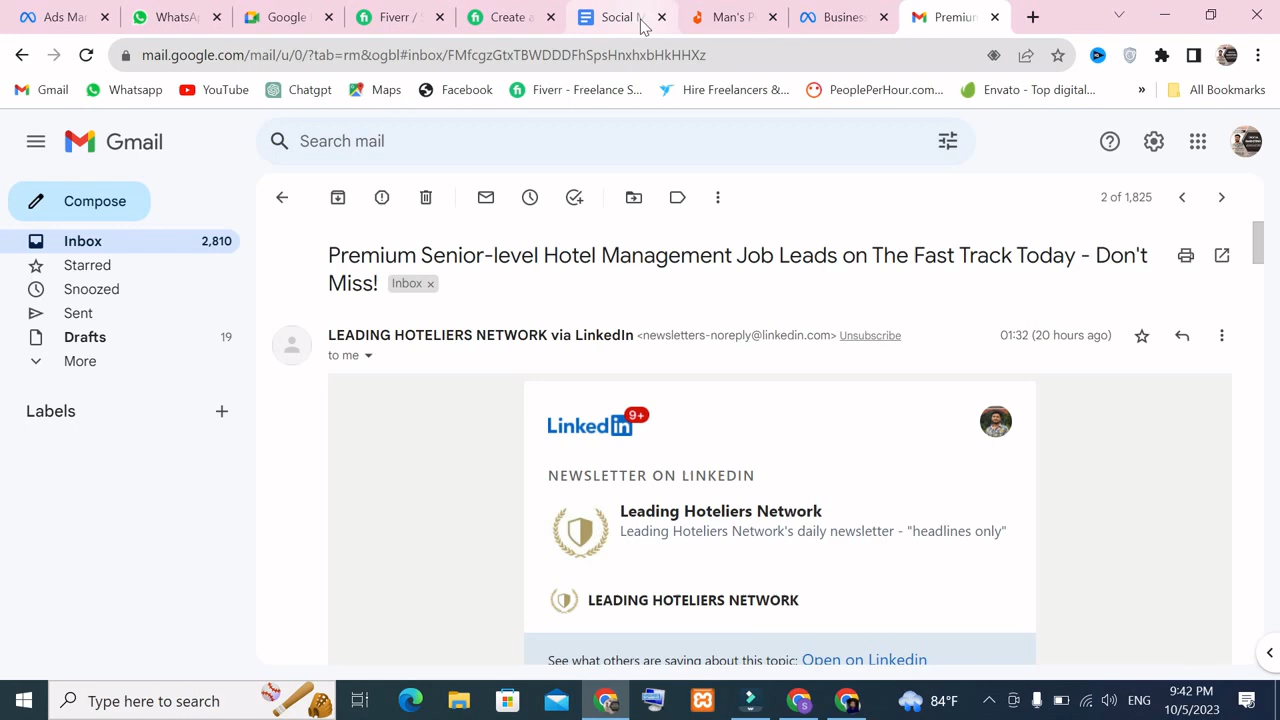 Ads Mar
WhatsA
Google
Fiverr /
Create a
Social M
Man's P
Busines
Premiu
mail.google.com/mail/u/0/?tab=rm&ogbl#inbox/FMfcgzGtxTBWDDDFhSpsHnxhxbHkHHXz
Gmail
Whatsapp
YouTube
Chatgpt
Maps
Facebook
Fiverr - Freelance S...
Hire Freelancers &...
PeoplePerHour.com...
Envato - Top digital...
»
All Bookmarks
Gmail
Search mail
Compose
2 of 1,825
Inbox 2,810
Starred
Snoozed
Sent
Drafts 19
More
Labels
Premium Senior-level Hotel Management Job Leads on The Fast Track Today - Don't
Miss! Inbox ×
LEADING HOTELIERS NETWORK via LinkedIn <newsletters-noreply@linkedin.com> Unsubscribe 01:32 (20 hours ago)
to me
LinkedIn 9+
NEWSLETTER ON LINKEDIN
Leading Hoteliers Network
Leading Hoteliers Network's daily newsletter - "headlines only"
LEADING HOTELIERS NETWORK
See what others are saying about this topic: Open on Linkedin
Type here to search
84°F
ENG
9:42 PM
10/5/2023